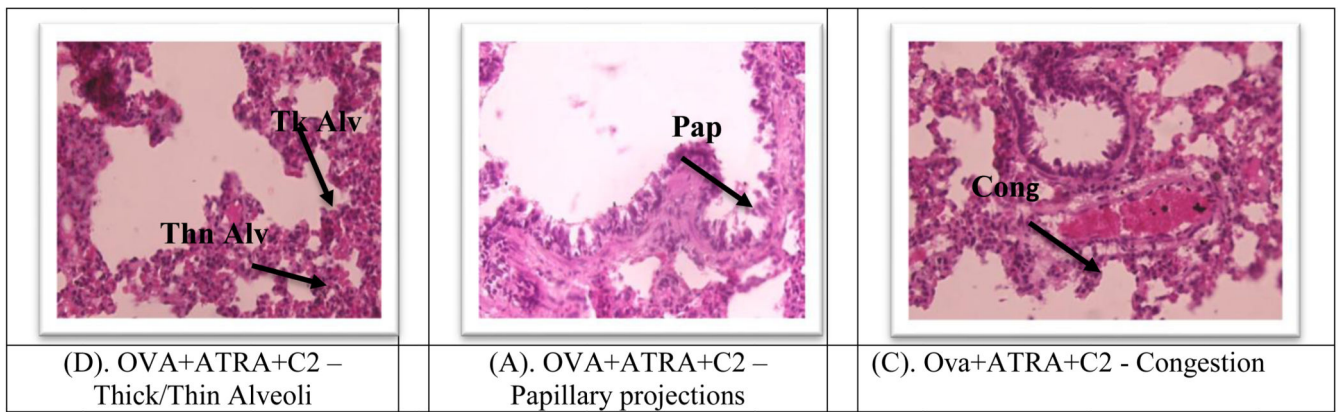 Tk Alv
Thn Alv
Pap
Cong
(D). OVA+ATRA+C2 –
Thick/Thin Alveoli
(A). OVA+ATRA+C2 –
Papillary projections
(C). Ova+ATRA+C2 - Congestion